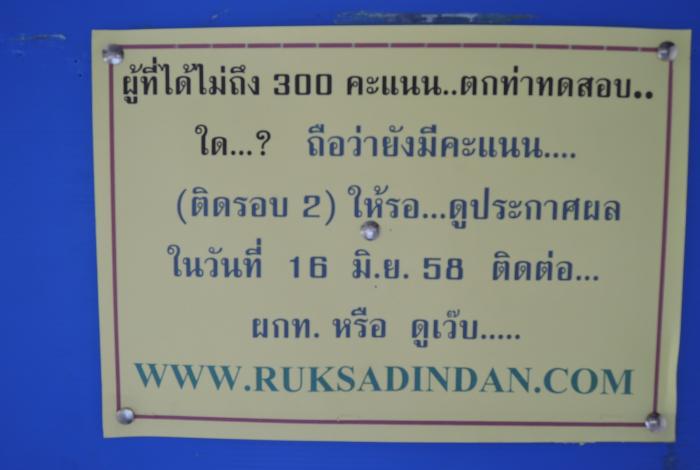 ผู้ที่ได้ไม่ถึง 300 คะแนน..ตกท่าทดสอบ..
ใด...? ถือว่ายังมีคะแนน....
(ติดรอบ 2) ให้รอ...ดูประกาศผล
ในวันที่ 16 มิ.ย. 58 ติดต่อ...
ผกท. หรือ ดูเว๊บ.....
WWW.RUKSADINDAN.COM